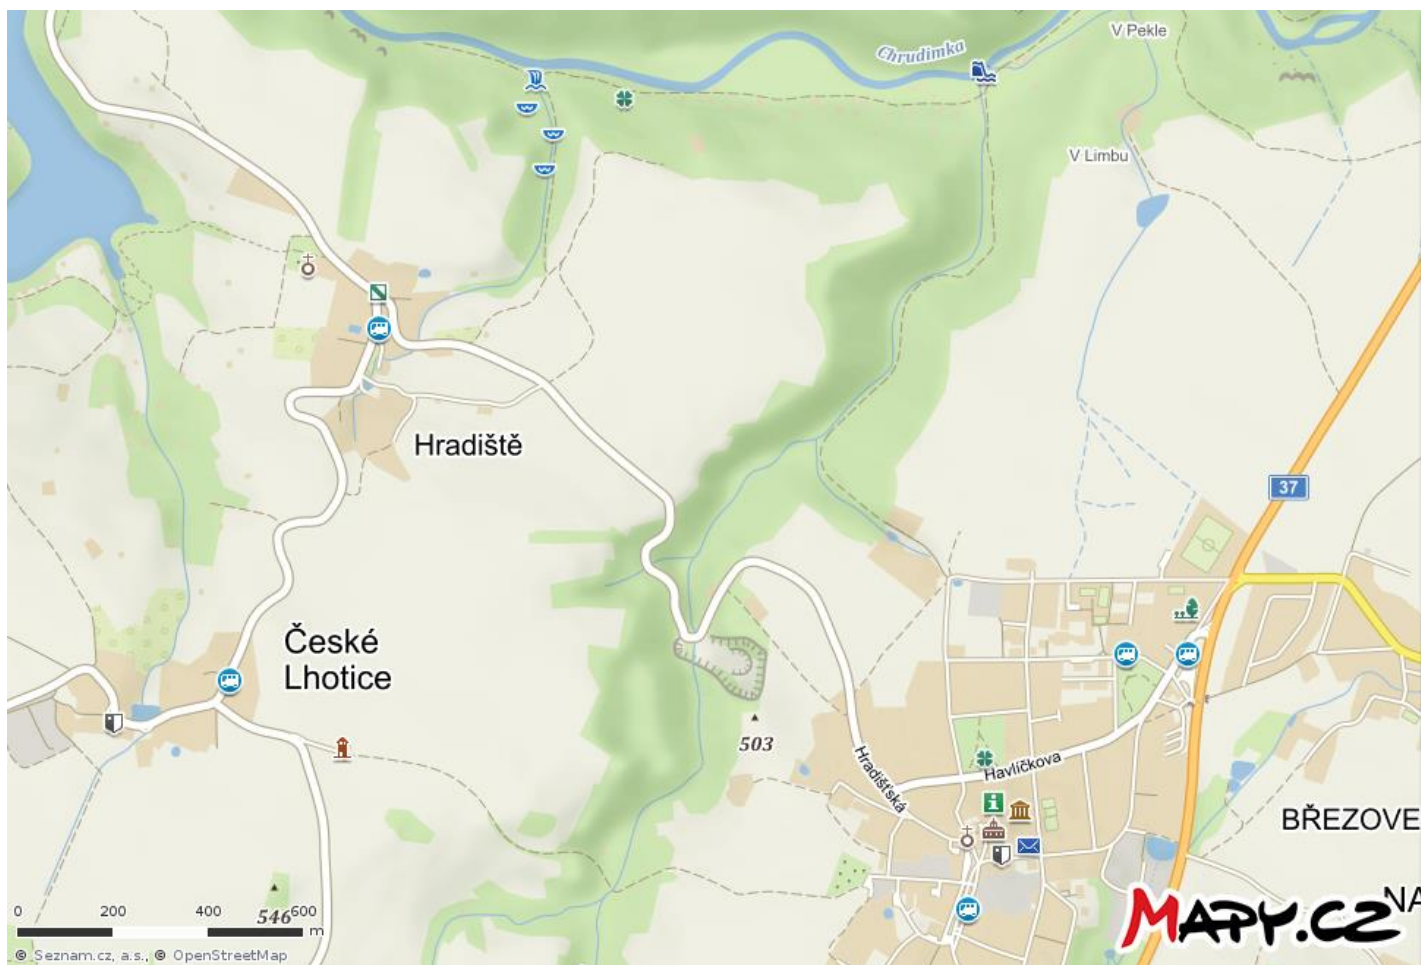 V Pekle
Chrudimka
V Limbu
Hradiště
37
České
Lhotice
503
Hradišťská
Havlíčkova
BŘEZOVE
NA
546
0 200 400 600
m
MAPY.CZ
© Seznam.cz, a.s., © OpenStreetMap